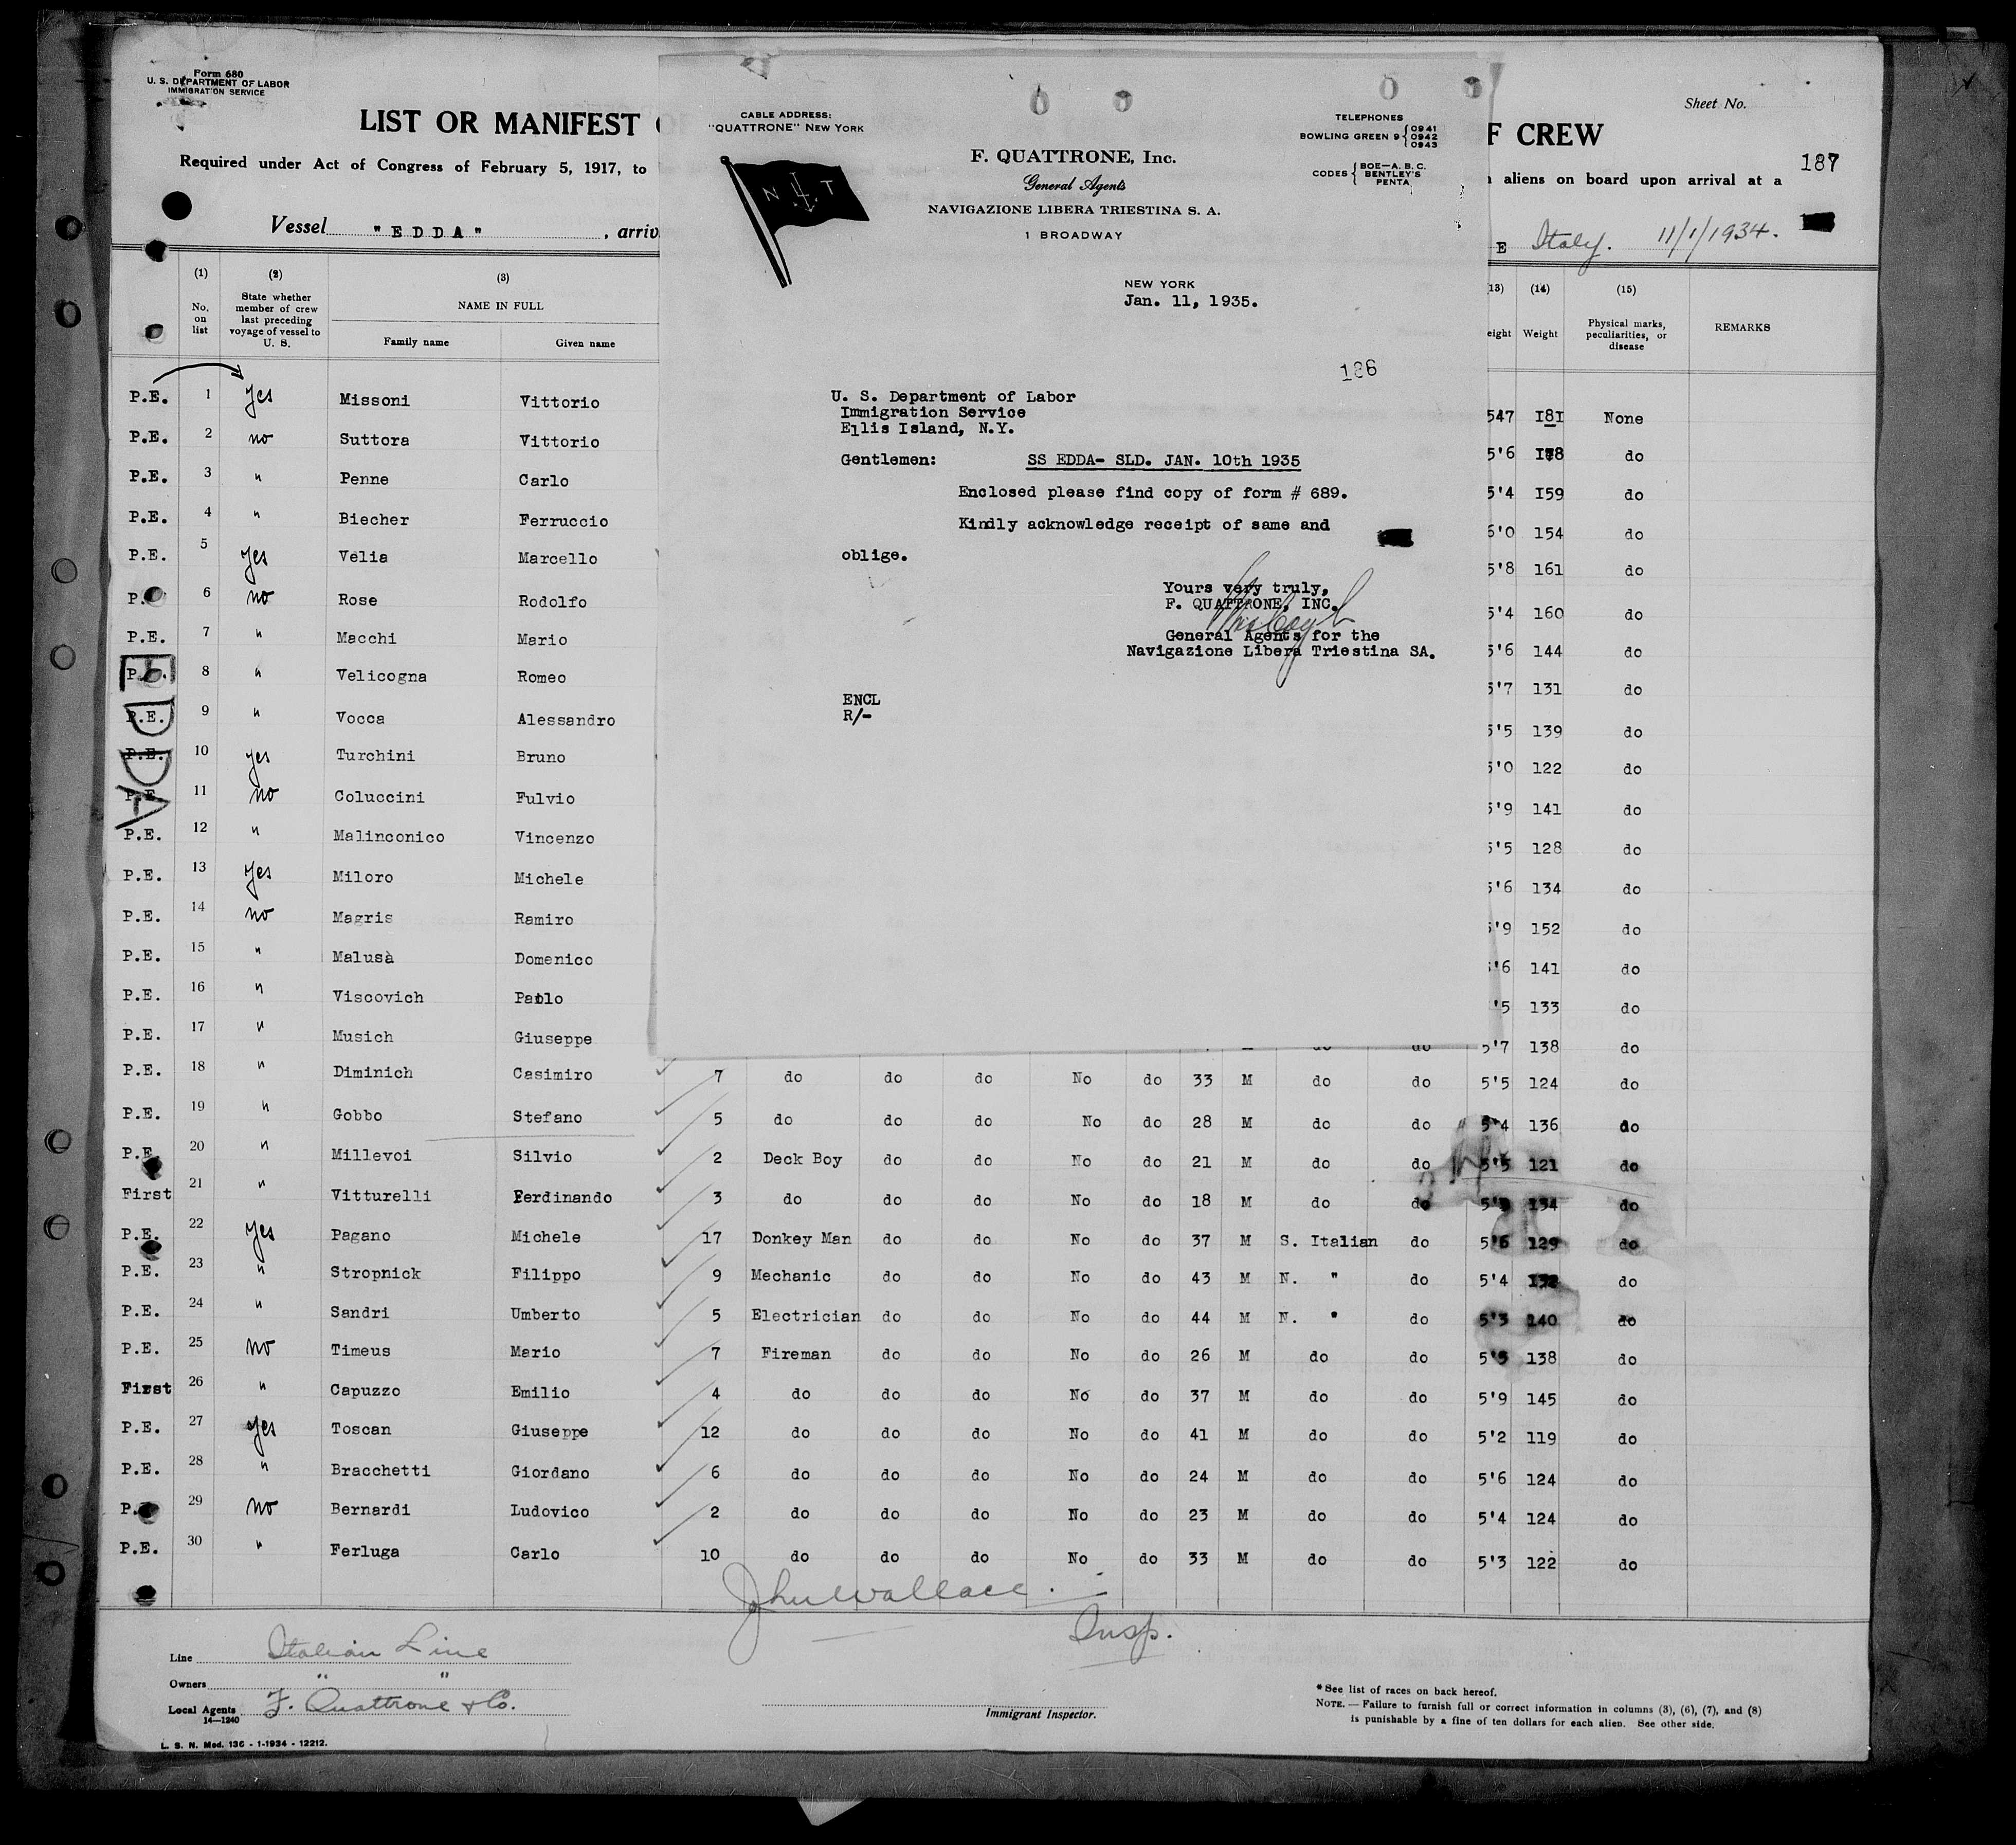 Form 680
U. S. DEPARTMENT OF LABOR
IMMIGRATION SERVICE
LIST OR MANIFEST
F CREW
Sheet No.
187
Required under Act of Congress of February 5, 1917, to
aliens on board upon arrival at a
Vessel "EDDA", arriv
E Italy. 11/1/1934.
CABLE ADDRESS:
"QUATTRONE" NEW YORK
TELEPHONES
BOWLING GREEN 9 { 0941 0942 0943
CODES { BOE—A. B. C. BENTLEY'S PENTA
N L T
F. QUATTRONE, Inc.
General Agents
NAVIGAZIONE LIBERA TRIESTINA S. A.
1 BROADWAY
NEW YORK
Jan. 11, 1935.
186
U. S. Department of Labor
Immigration Service
Ellis Island, N.Y.
Gentlemen: SS EDDA- SLD. JAN. 10th 1935
Enclosed please find copy of form # 689.
Kindly acknowledge receipt of same and
oblige.
Yours very truly,
F. QUATTRONE, INC.
General Agents for the
Navigazione Libera Triestina SA.
ENCL
R/-
(1) (2) (3) 13) (14) (15)
No. on list
State whether member of crew last preceding voyage of vessel to U. S.
NAME IN FULL
Family name Given name
eight Weight
Physical marks, peculiarities, or disease
REMARKS
EDDA
P.E. 1 yes Missoni Vittorio 547 181 None
P.E. 2 no Suttora Vittorio 5'6 178 do
P.E. 3 " Penne Carlo 5'4 159 do
P.E. 4 " Biecher Ferruccio 6'0 154 do
P.E. 5 yes Velia Marcello 5'8 161 do
P. 6 no Rose Rodolfo 5'4 160 do
P.E. 7 " Macchi Mario 5'6 144 do
P.E. 8 " Velicogna Romeo 5'7 131 do
P.E. 9 " Vocca Alessandro 5'5 139 do
P.E. 10 yes Turchini Bruno 5'0 122 do
P.E. 11 no Coluccini Fulvio 5'9 141 do
P.E. 12 " Malinconico Vincenzo 5'5 128 do
P.E. 13 yes Miloro Michele 5'6 134 do
P.E. 14 no Magris Ramiro 5'9 152 do
P.E. 15 " Malusà Domenico '6 141 do
P.E. 16 " Viscovich Paolo '5 133 do
P.E. 17 " Musich Giuseppe do do 5'7 138 do
P.E. 18 " Diminich Casimiro 7 do do do No do 33 M do do 5'5 124 do
P.E. 19 " Gobbo Stefano 5 do do do No do 28 M do do 5'4 136 do
P.E. 20 " Millevoi Silvio 2 Deck Boy do do No do 21 M do do 5'5 121 do
First 21 " Vitturelli Ferdinando 3 do do do No do 18 M do do 134 do
P.E. 22 yes Pagano Michele 17 Donkey Man do do No do 37 M S. Italian do 5'6 129 do
P.E. 23 " Stropnick Filippo 9 Mechanic do do No do 43 M N. " do 5'4 132 do
P.E. 24 " Sandri Umberto 5 Electrician do do No do 44 M N. " do 5'3 140 do
P.E. 25 no Timeus Mario 7 Fireman do do No do 26 M do do 5'5 138 do
First 26 " Capuzzo Emilio 4 do do do No do 37 M do do 5'9 145 do
P.E. 27 yes Toscan Giuseppe 12 do do do No do 41 M do do 5'2 119 do
P.E. 28 " Bracchetti Giordano 6 do do do No do 24 M do do 5'6 124 do
P. 29 no Bernardi Ludovico 2 do do do No do 23 M do do 5'4 124 do
P.E. 30 " Ferluga Carlo 10 do do do No do 33 M do do 5'3 122 do
Jhn Wallace.
Insp.
Line Italian Line
Owners " "
Local Agents F. Quattrone & Co.
14—1240
Immigrant Inspector.
* See list of races on back hereof.
NOTE.—Failure to furnish full or correct information in columns (3), (6), (7), and (8)
is punishable by a fine of ten dollars for each alien. See other side.
L. S. N. Mod. 136 - 1-1934 - 12212.